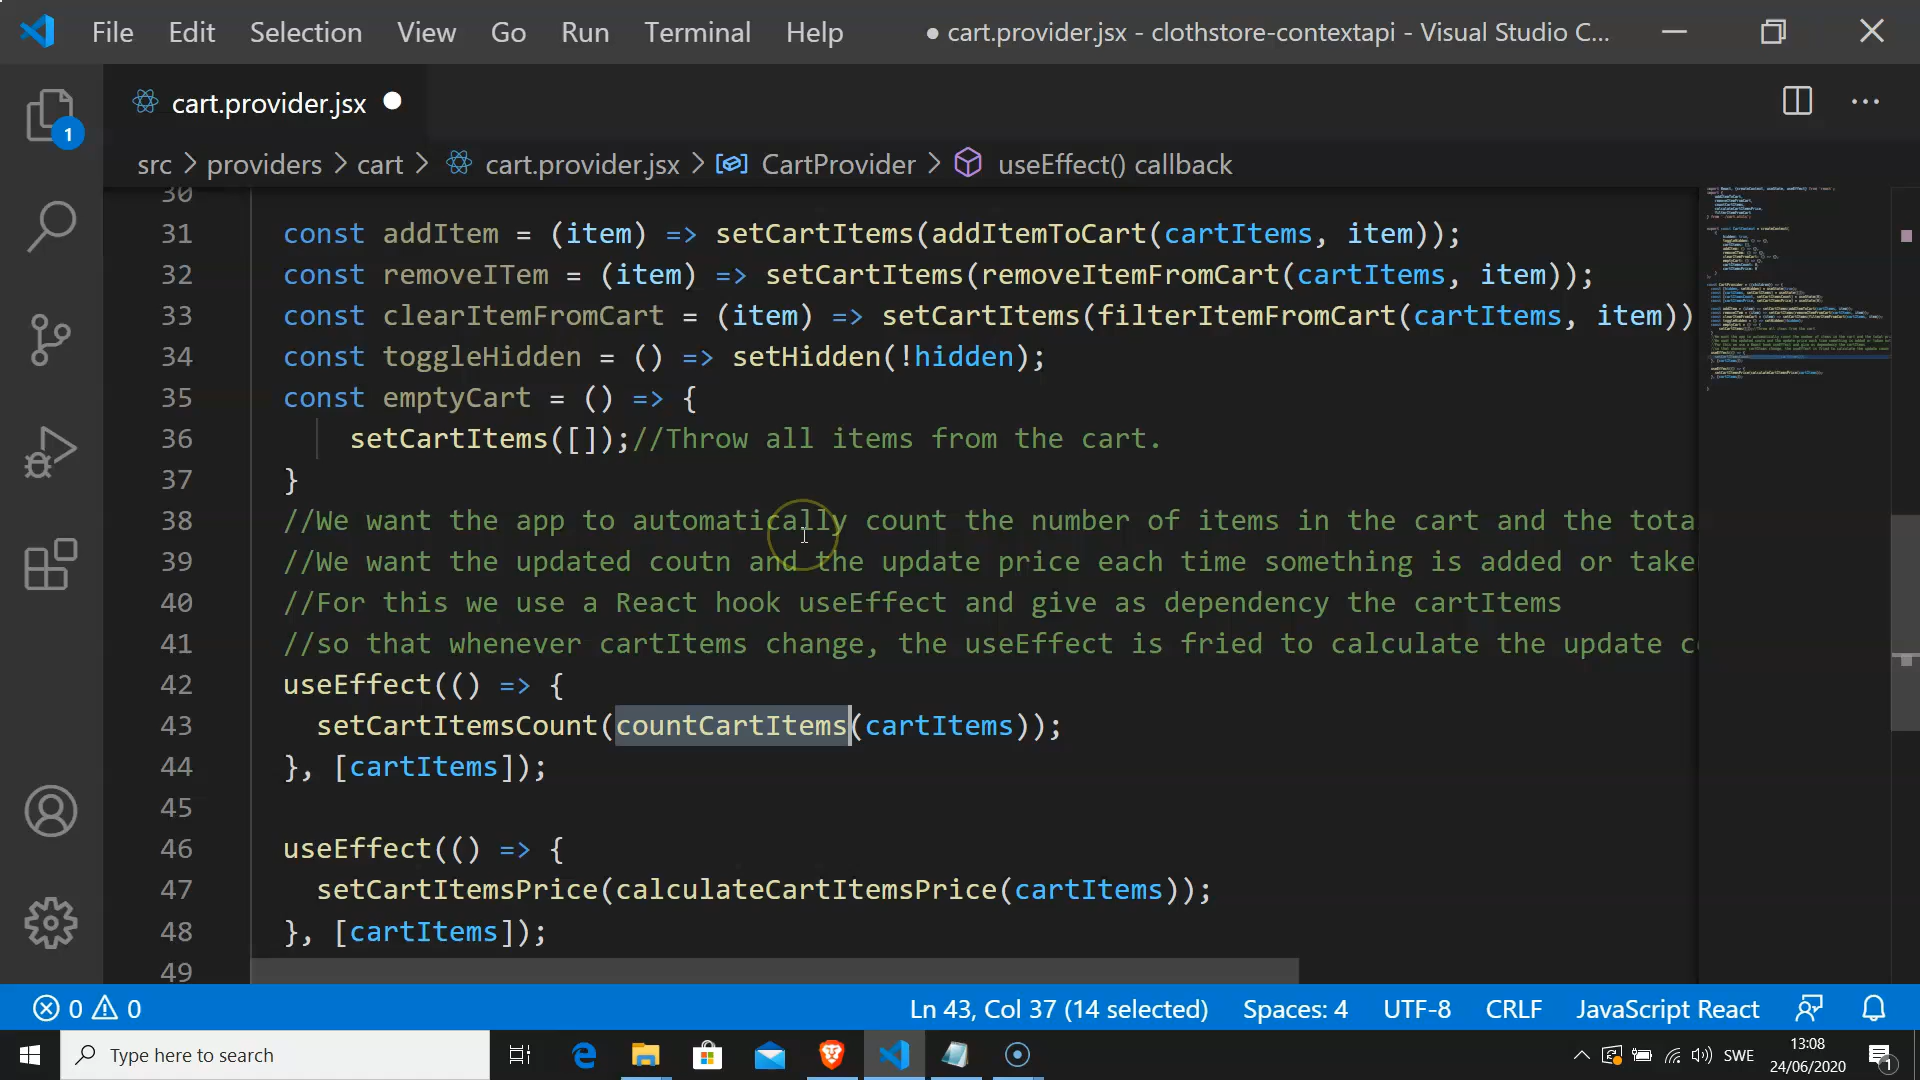 File Edit Selection View Go Run Terminal Help
● cart.provider.jsx - clothstore-contextapi - Visual Studio C...
cart.provider.jsx
1
src > providers > cart > cart.provider.jsx > CartProvider > useEffect() callback
30
31 const addItem = (item) => setCartItems(addItemToCart(cartItems, item));
32 const removeITem = (item) => setCartItems(removeItemFromCart(cartItems, item));
33 const clearItemFromCart = (item) => setCartItems(filterItemFromCart(cartItems, item))
34 const toggleHidden = () => setHidden(!hidden);
35 const emptyCart = () => {
36 setCartItems([]);//Throw all items from the cart.
37 }
38 //We want the app to automatically count the number of items in the cart and the tota
39 //We want the updated coutn and the update price each time something is added or take
40 //For this we use a React hook useEffect and give as dependency the cartItems
41 //so that whenever cartItems change, the useEffect is fried to calculate the update c
42 useEffect(() => {
43 setCartItemsCount(countCartItems(cartItems));
44 }, [cartItems]);
45
46 useEffect(() => {
47 setCartItemsPrice(calculateCartItemsPrice(cartItems));
48 }, [cartItems]);
49
0 0 Ln 43, Col 37 (14 selected) Spaces: 4 UTF-8 CRLF JavaScript React
Type here to search
SWE
13:08
24/06/2020
1